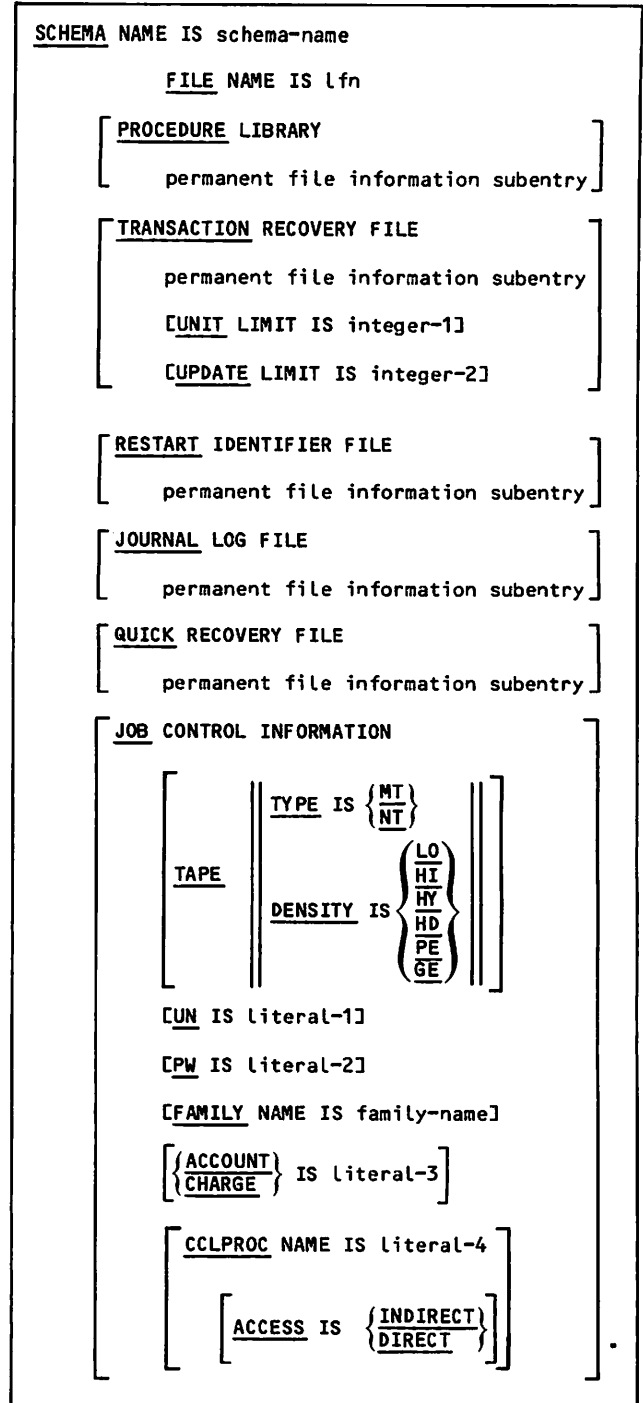 SCHEMA NAME IS schema-name
FILE NAME IS lfn
[PROCEDURE LIBRARY
permanent file information subentry]
[TRANSACTION RECOVERY FILE
permanent file information subentry
[UNIT LIMIT IS integer-1]
[UPDATE LIMIT IS integer-2]]
[RESTART IDENTIFIER FILE
permanent file information subentry]
[JOURNAL LOG FILE
permanent file information subentry]
[QUICK RECOVERY FILE
permanent file information subentry]
[JOB CONTROL INFORMATION
[TAPE || TYPE IS {MT
NT}
DENSITY IS {LO
HI
HY
HD
PE
GE} || ]
[UN IS literal-1]
[PW IS literal-2]
[FAMILY NAME IS family-name]
[{ACCOUNT
CHARGE} IS literal-3]
[CCLPROC NAME IS literal-4
[ACCESS IS {INDIRECT
DIRECT}]]] .